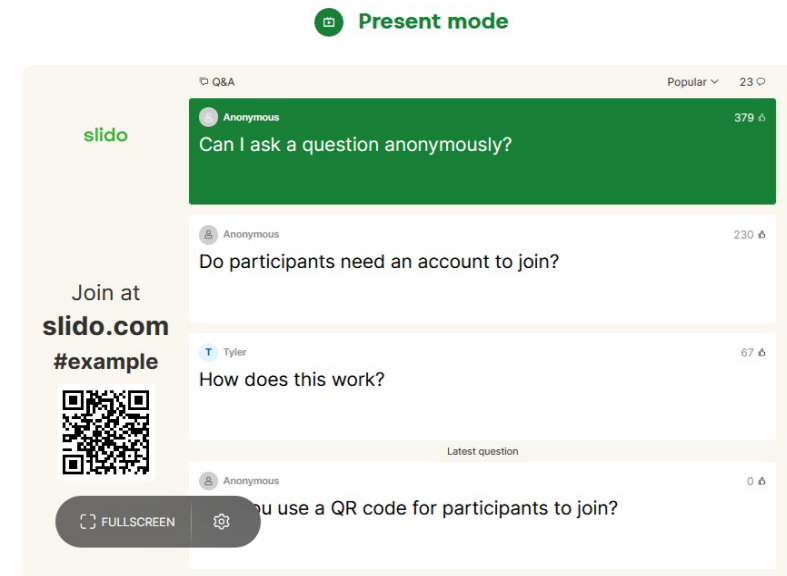 Present mode
Q&A
Popular
23
slido
Anonymous
379
Can I ask a question anonymously?
Anonymous
230
Do participants need an account to join?
Join at
slido.com
#example
T Tyler
67
How does this work?
Latest question
Anonymous
0
use a QR code for participants to join?
FULLSCREEN